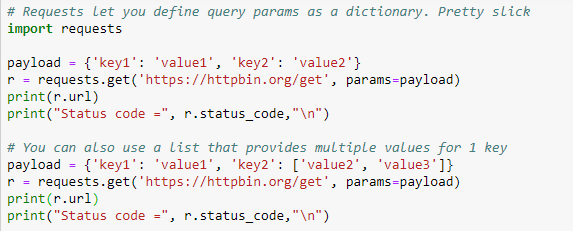 # Requests let you define query params as a dictionary. Pretty slick
import requests
payload = {'key1': 'value1', 'key2': 'value2'}
r = requests.get('https://httpbin.org/get', params=payload)
print(r.url)
print("Status code =", r.status_code,"\n")
# You can also use a list that provides multiple values for 1 key
payload = {'key1': 'value1', 'key2': ['value2', 'value3']}
r = requests.get('https://httpbin.org/get', params=payload)
print(r.url)
print("Status code =", r.status_code,"\n")